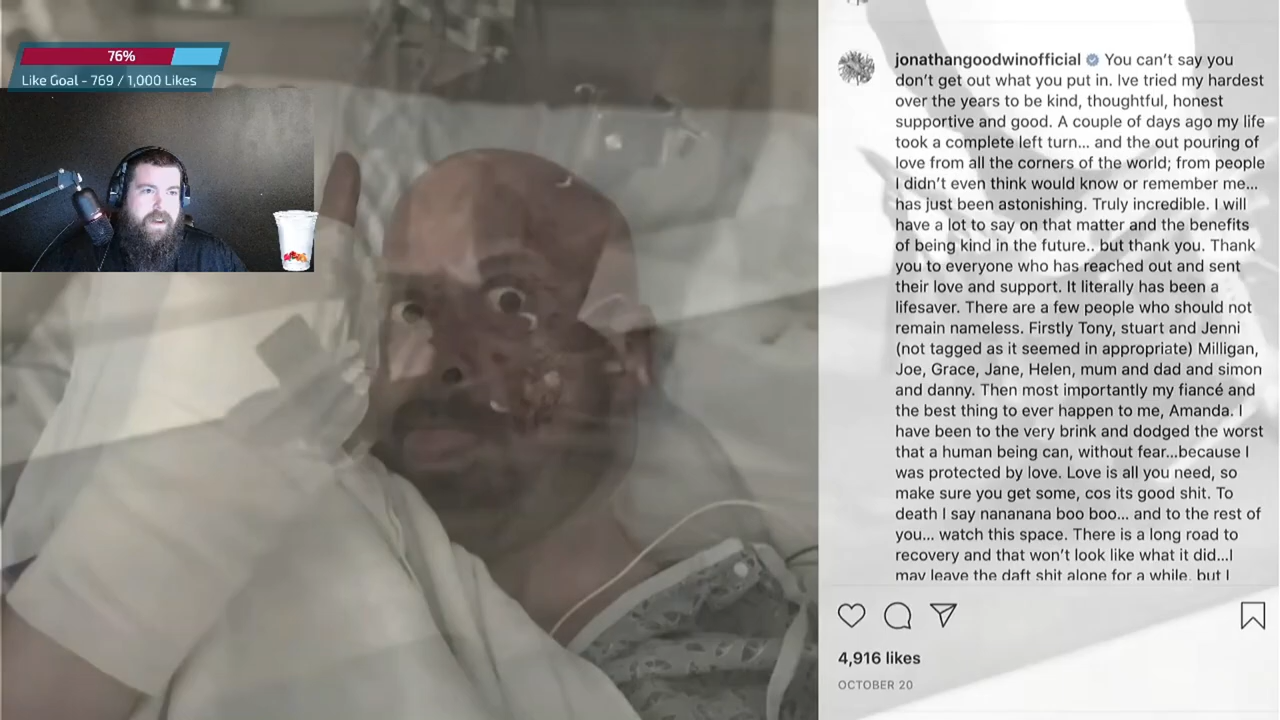 76%
Like Goal - 769 / 1,000 Likes
jonathangoodwinofficial You can't say you
don't get out what you put in. Ive tried my hardest
over the years to be kind, thoughtful, honest
supportive and good. A couple of days ago my life
took a complete left turn... and the out pouring of
love from all the corners of the world; from people
I didn't even think would know or remember me...
has just been astonishing. Truly incredible. I will
have a lot to say on that matter and the benefits
of being kind in the future.. but thank you. Thank
you to everyone who has reached out and sent
their love and support. It literally has been a
lifesaver. There are a few people who should not
remain nameless. Firstly Tony, stuart and Jenni
(not tagged as it seemed in appropriate) Milligan,
Joe, Grace, Jane, Helen, mum and dad and simon
and danny. Then most importantly my fiancé and
the best thing to ever happen to me, Amanda. I
have been to the very brink and dodged the worst
that a human being can, without fear...because I
was protected by love. Love is all you need, so
make sure you get some, cos its good shit. To
death I say nananana boo boo... and to the rest of
you... watch this space. There is a long road to
recovery and that won't look like what it did...I
may leave the daft shit alone for a while, but I
4,916 likes
OCTOBER 20